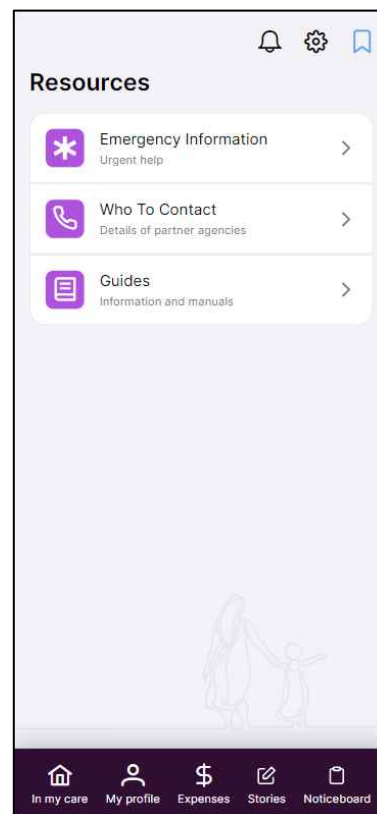 Resources
Emergency Information
Urgent help
Who To Contact
Details of partner agencies
Guides
Information and manuals
In my care
My profile
Expenses
Stories
Noticeboard